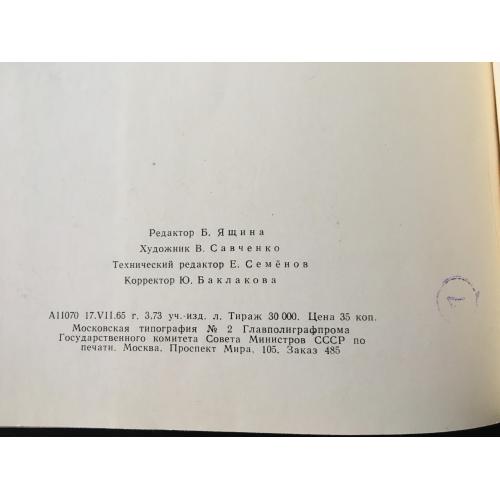 Редактор Б. Ящина
Художник В. Савченко
Технический редактор Е. Семёнов
Корректор Ю. Баклакова
А11070 17.VII.65 г. 3,73 уч.-изд. л. Тираж 30 000. Цена 35 коп.
Московская типография № 2 Главполиграфпрома
Государственного комитета Совета Министров СССР по
печати. Москва, Проспект Мира, 105. Заказ 485